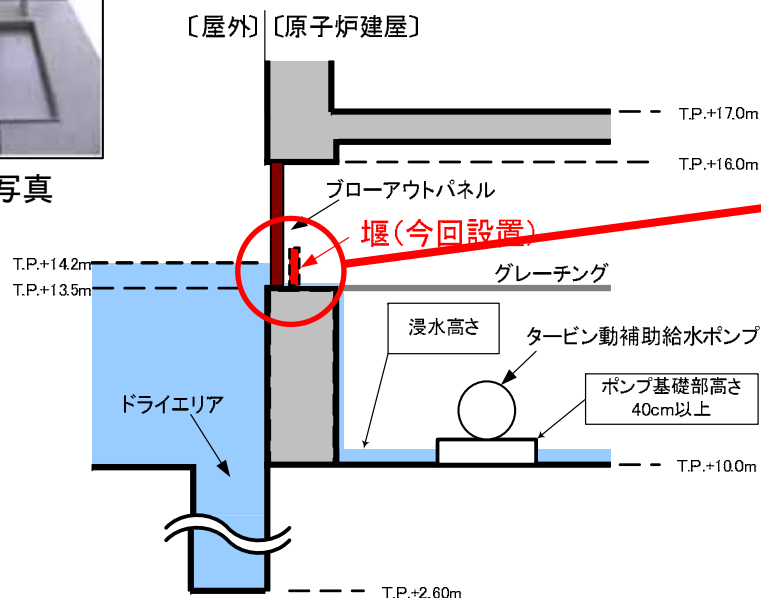 〔屋外〕〔原子炉建屋〕
T.P.+17.0m
T.P.+16.0m
写真
ブローアウトパネル
堰(今回設置)
T.P.+14.2m
T.P.+13.5m
グレーチング
浸水高さ
タービン動補助給水ポンプ
ポンプ基礎部高さ
40cm以上
ドライエリア
T.P.+10.0m
T.P.+2.60m